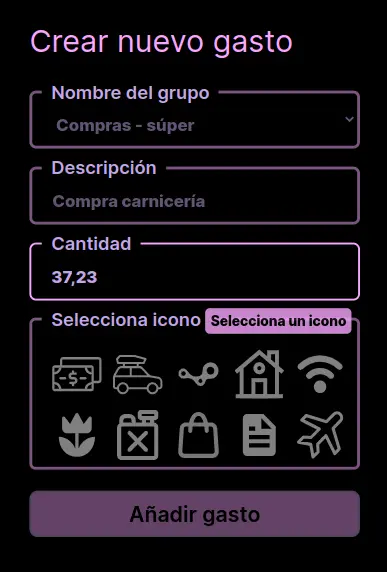 Crear nuevo gasto
Nombre del grupo
Compras - súper
Descripción
Compra carnicería
Cantidad
37,23
Selecciona icono Selecciona un icono
Añadir gasto